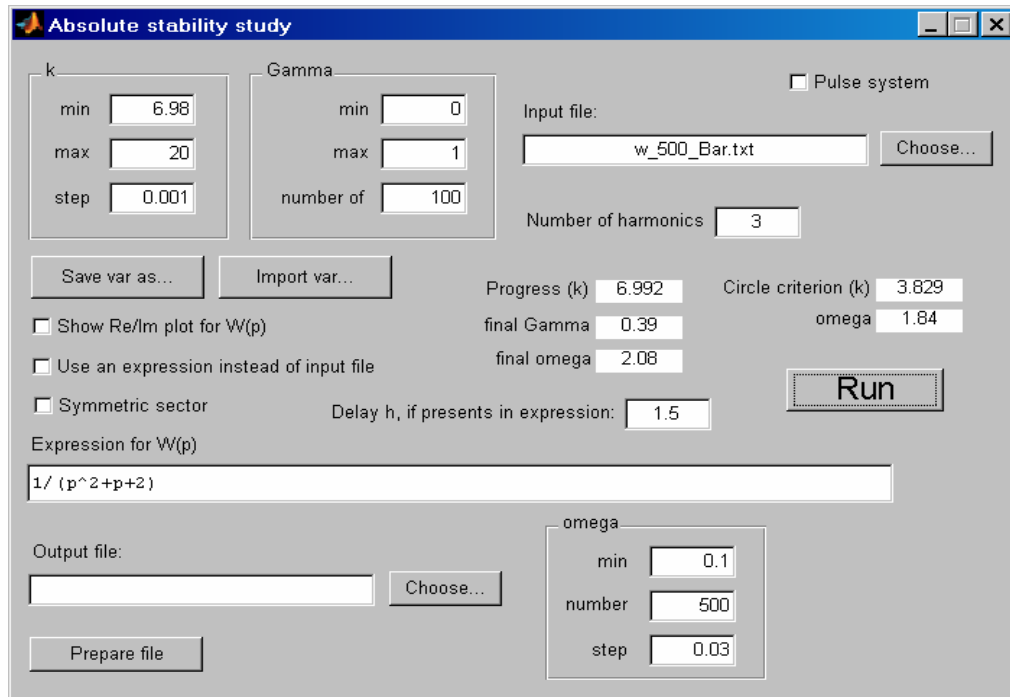 Absolute stability study
k
min 6.98
max 20
step 0.001
Gamma
min 0
max 1
number of 100
Pulse system
Input file:
w_500_Bar.txt
Choose...
Number of harmonics 3
Save var as...
Import var...
Progress (k) 6.992
final Gamma 0.39
final omega 2.08
Circle criterion (k) 3.829
omega 1.84
Show Re/Im plot for W(p)
Use an expression instead of input file
Symmetric sector
Delay h, if presents in expression: 1.5
Run
Expression for W(p)
1/(p^2+p+2)
Output file:
Choose...
Prepare file
omega
min 0.1
number 500
step 0.03